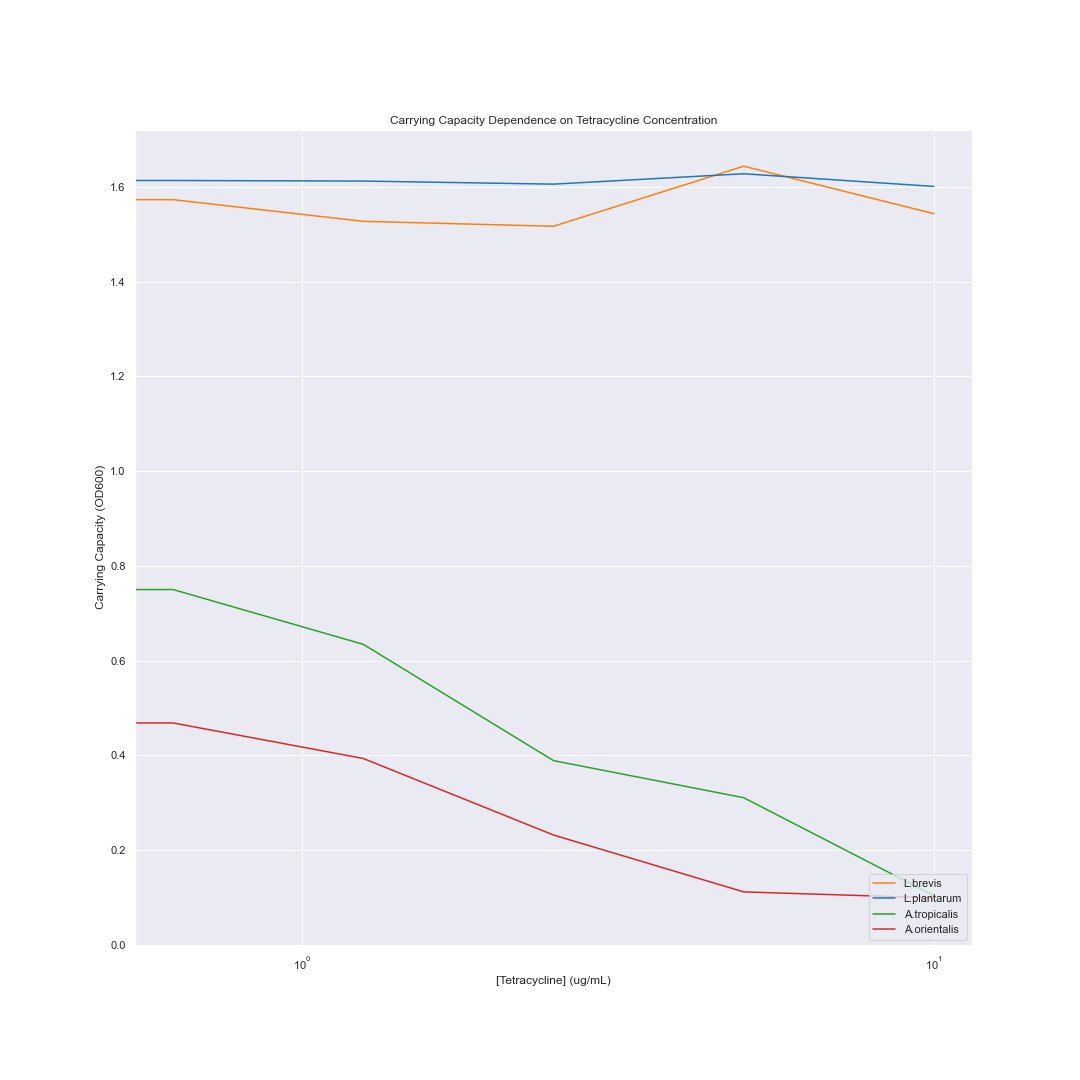 Carrying Capacity Dependence on Tetracycline Concentration
Carrying Capacity (OD600)
1.6
1.4
1.2
1.0
0.8
0.6
0.4
0.2
0.0
10⁰
10¹
[Tetracycline] (ug/mL)
L.brevis
L.plantarum
A.tropicalis
A.orientalis